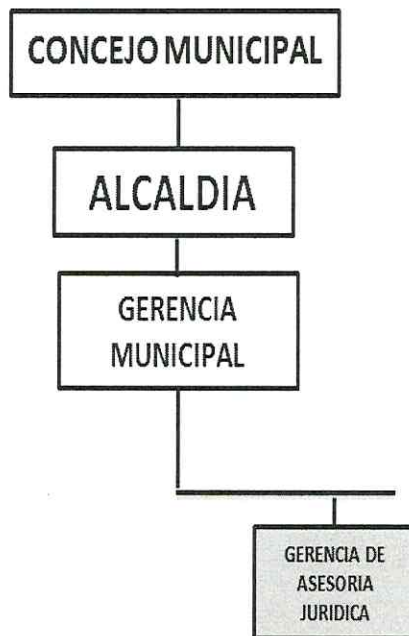 CONCEJO MUNICIPAL
ALCALDIA
GERENCIA
MUNICIPAL
GERENCIA DE
ASESORIA
JURIDICA